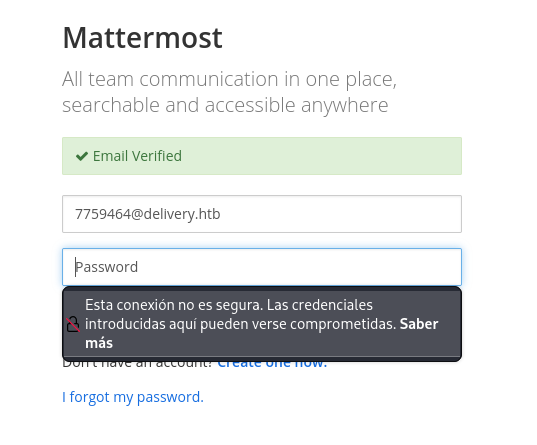 Mattermost
All team communication in one place,
searchable and accessible anywhere
Email Verified
7759464@delivery.htb
Password
Esta conexión no es segura. Las credenciales
introducidas aquí pueden verse comprometidas. Saber
más
Don't have an account? Create one now.
I forgot my password.